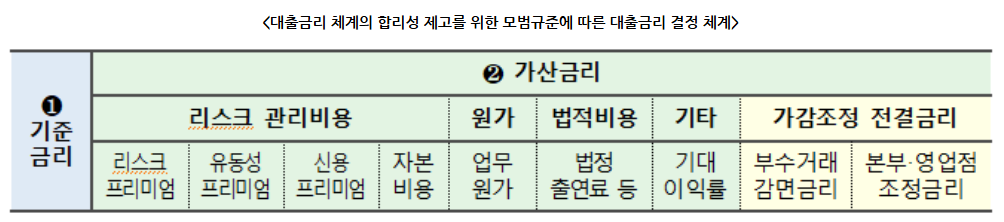 <대출금리 체계의 합리성 제고를 위한 모범규준에 따른 대출금리 결정 체계>
❶
기준
금리
❷ 가산금리
리스크 관리비용 원가 법적비용 기타 가감조정 전결금리
리스크 유동성 신용 자본 업무 법정 기대 부수거래 본부·영업점
프리미엄 프리미엄 프리미엄 비용 원가 출연료 등 이익률 감면금리 조정금리